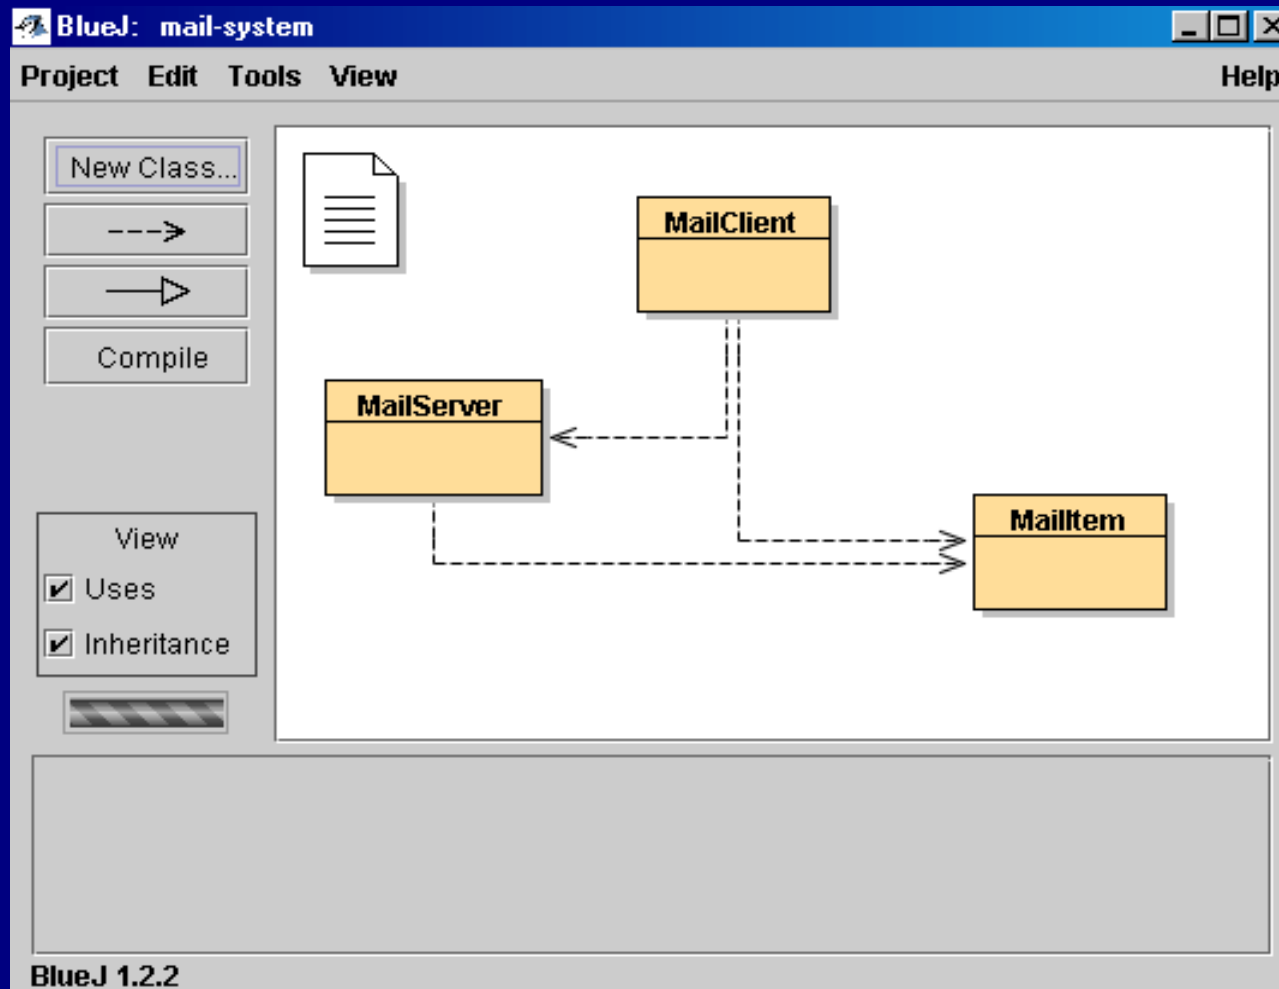 BlueJ: mail-system
Project Edit Tools View Help
New Class...
Compile
View
Uses
Inheritance
MailClient
MailServer
MailItem
BlueJ 1.2.2